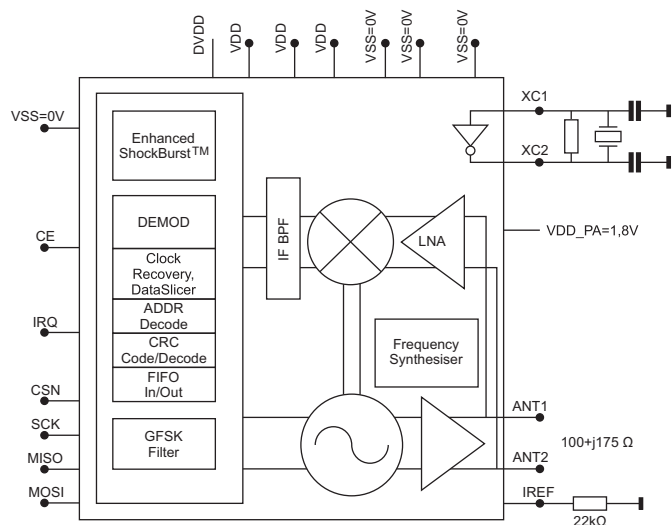 DVDD
VDD
VDD
VDD
VSS=0V
VSS=0V
VSS=0V
XC1
VSS=0V
Enhanced
ShockBurst™
XC2
DEMOD
IF BPF
LNA
VDD_PA=1,8V
CE
Clock
Recovery,
DataSlicer
ADDR
Decode
IRQ
CRC
Code/Decode
Frequency
Synthesiser
FIFO
In/Out
CSN
ANT1
SCK
GFSK
Filter
100+j175 Ω
MISO
ANT2
MOSI
IREF
22kΩ